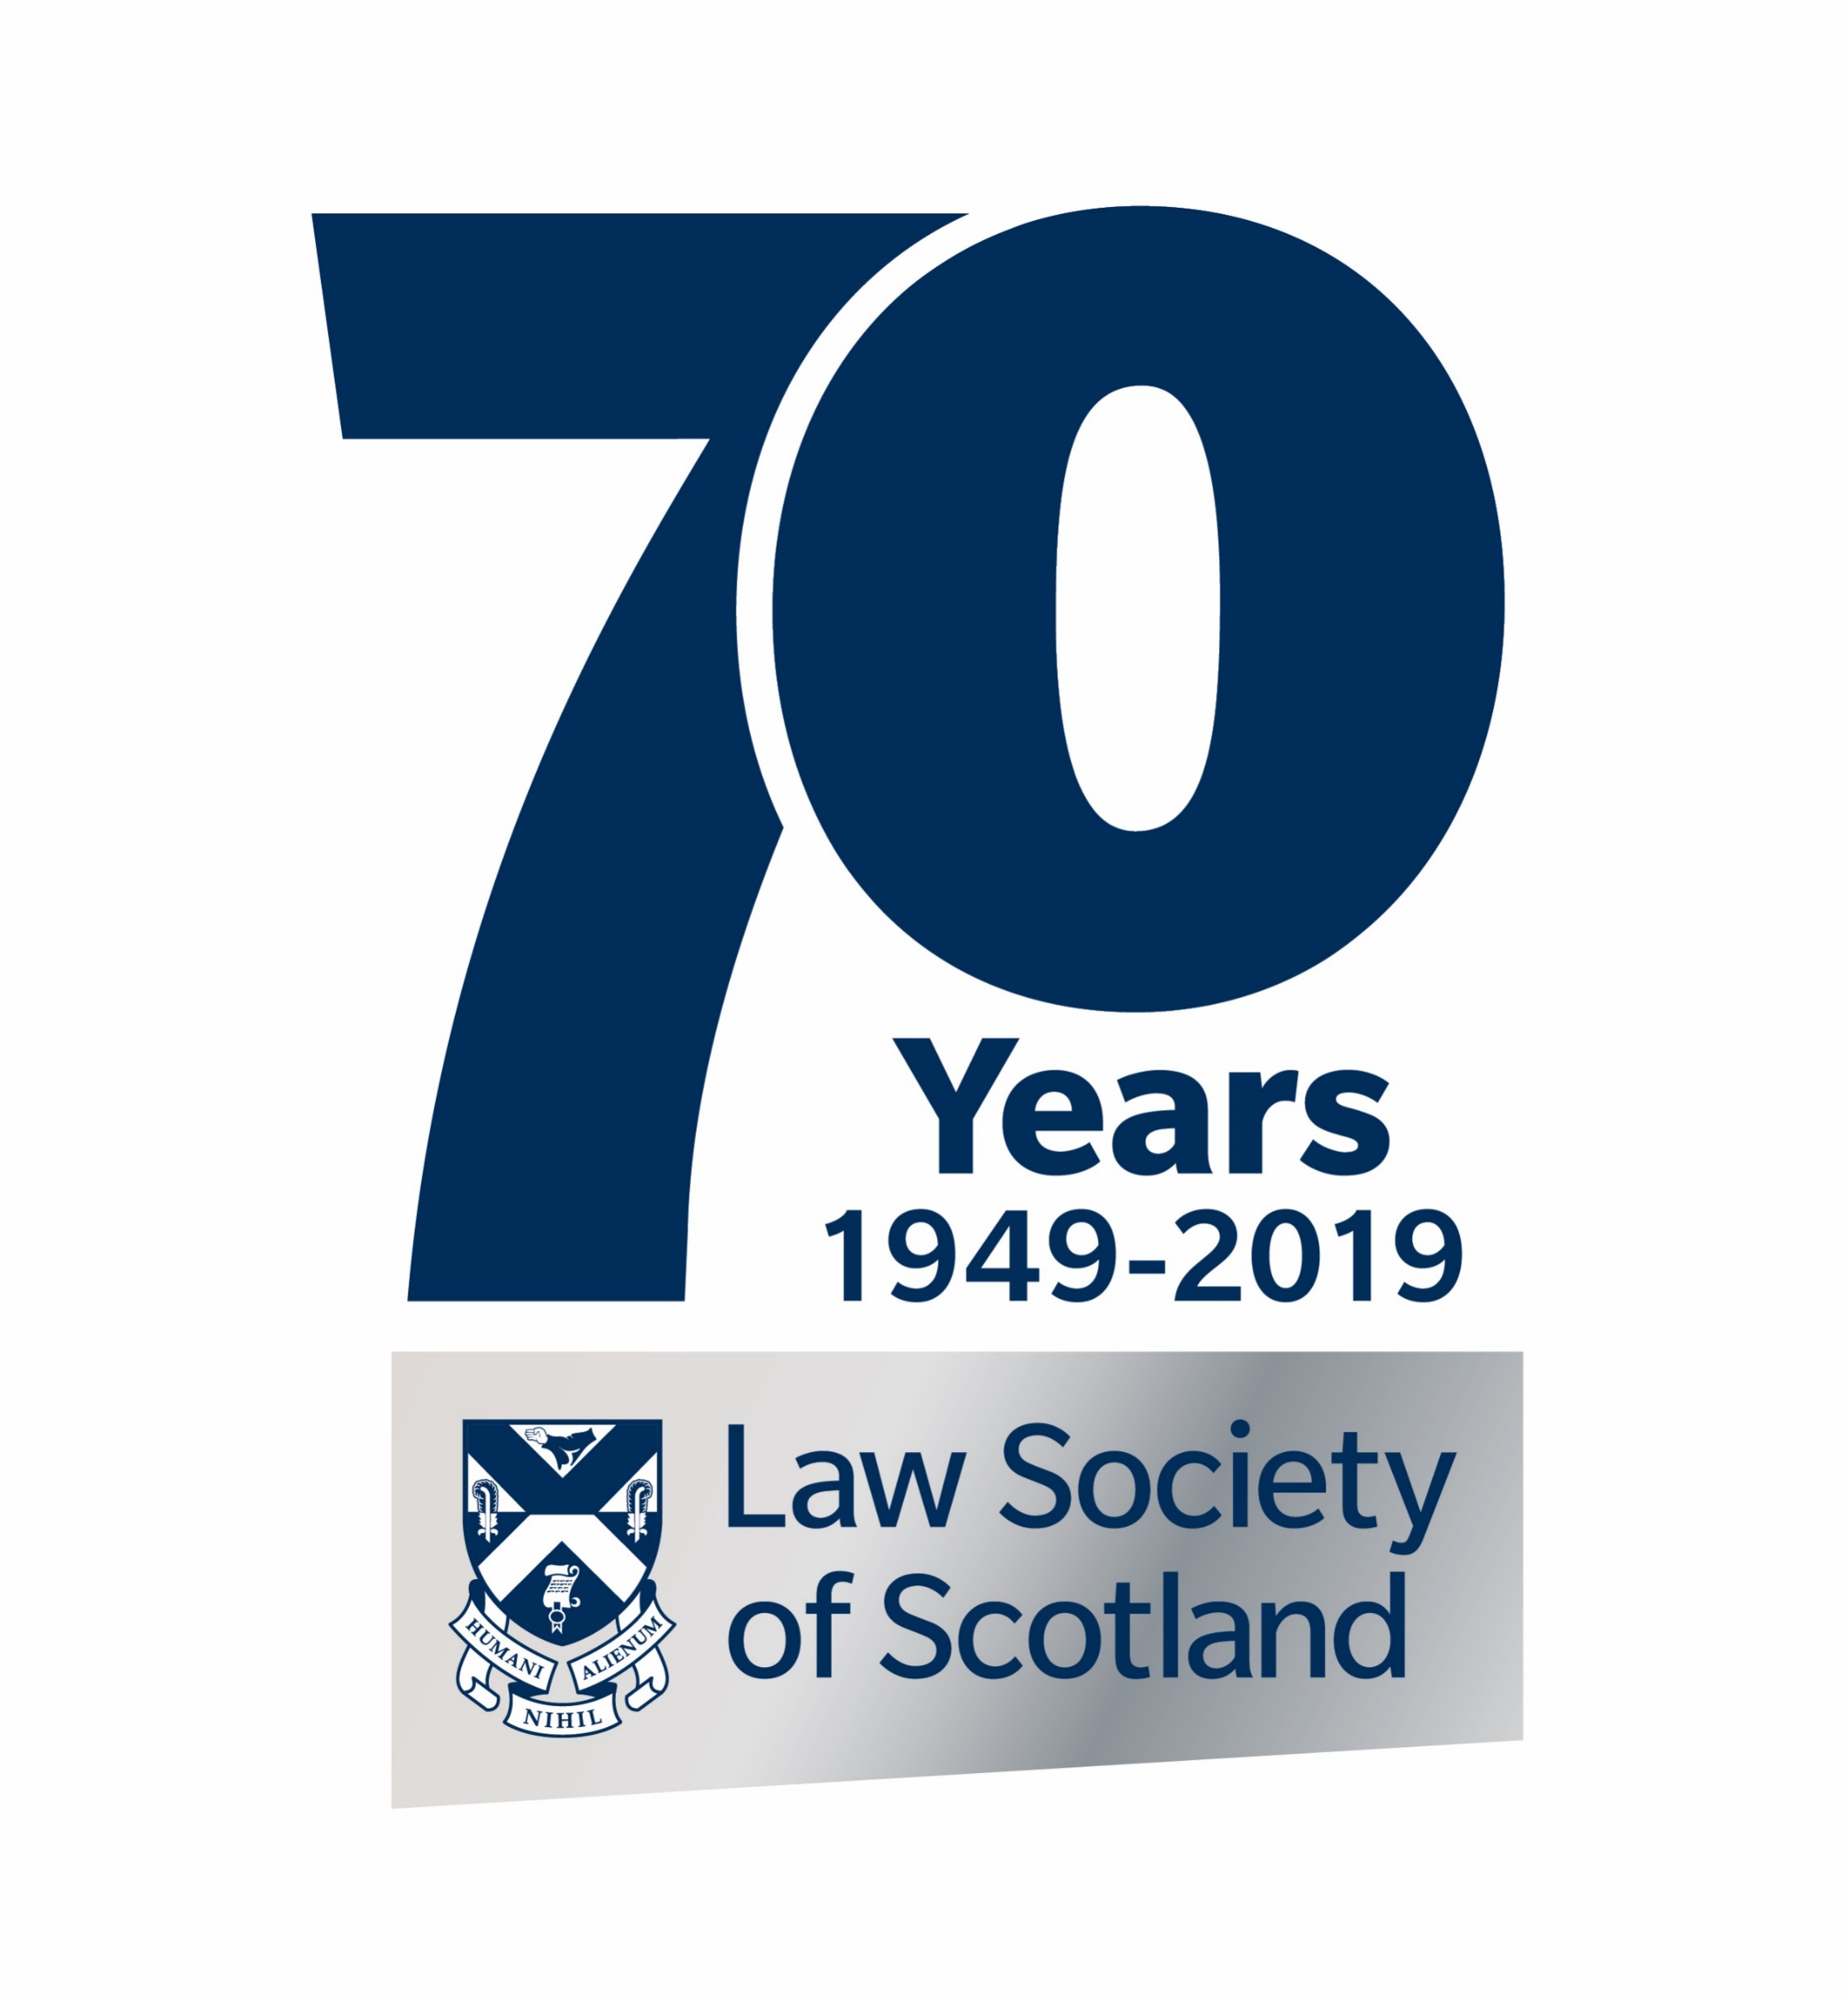 70
Years
1949-2019
Law Society
of Scotland
HUMANI NIHIL ALIENUM